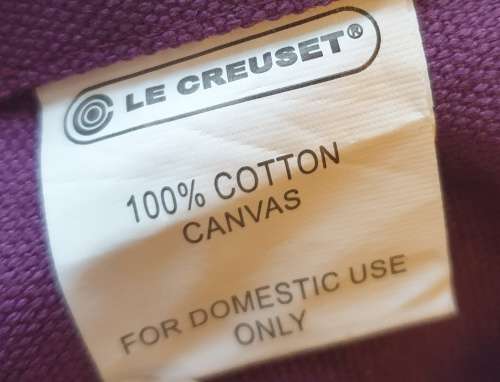 LE CREUSET®
100% COTTON
CANVAS
FOR DOMESTIC USE
ONLY